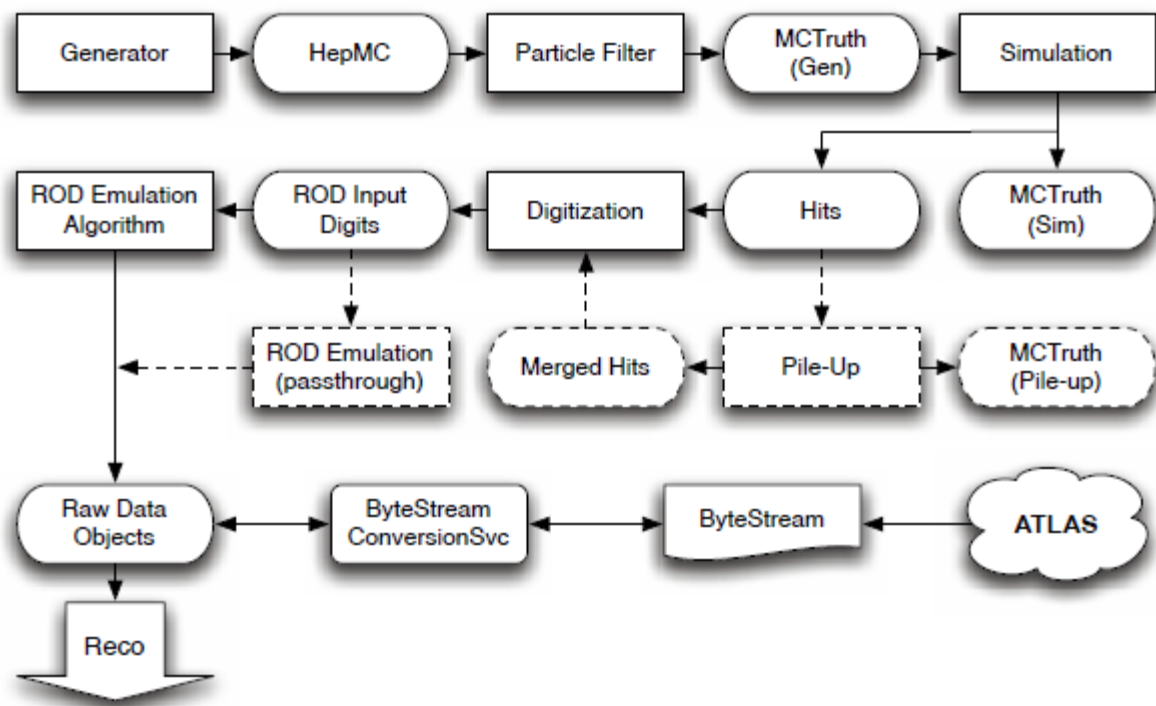 Generator
HepMC
Particle Filter
MCTruth
(Gen)
Simulation
ROD Emulation
Algorithm
ROD Input
Digits
Digitization
Hits
MCTruth
(Sim)
ROD Emulation
(passthrough)
Merged Hits
Pile-Up
MCTruth
(Pile-up)
Raw Data
Objects
ByteStream
ConversionSvc
ByteStream
ATLAS
Reco